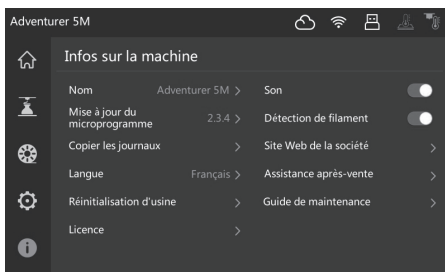 Adventurer 5M
Infos sur la machine
Nom
Adventurer 5M >
Mise à jour du
microprogramme
2.3.4 >
Copier les journaux >
Langue
Français >
Réinitialisation d'usine >
Licence >
Son
Détection de filament
Site Web de la société >
Assistance après-vente >
Guide de maintenance >